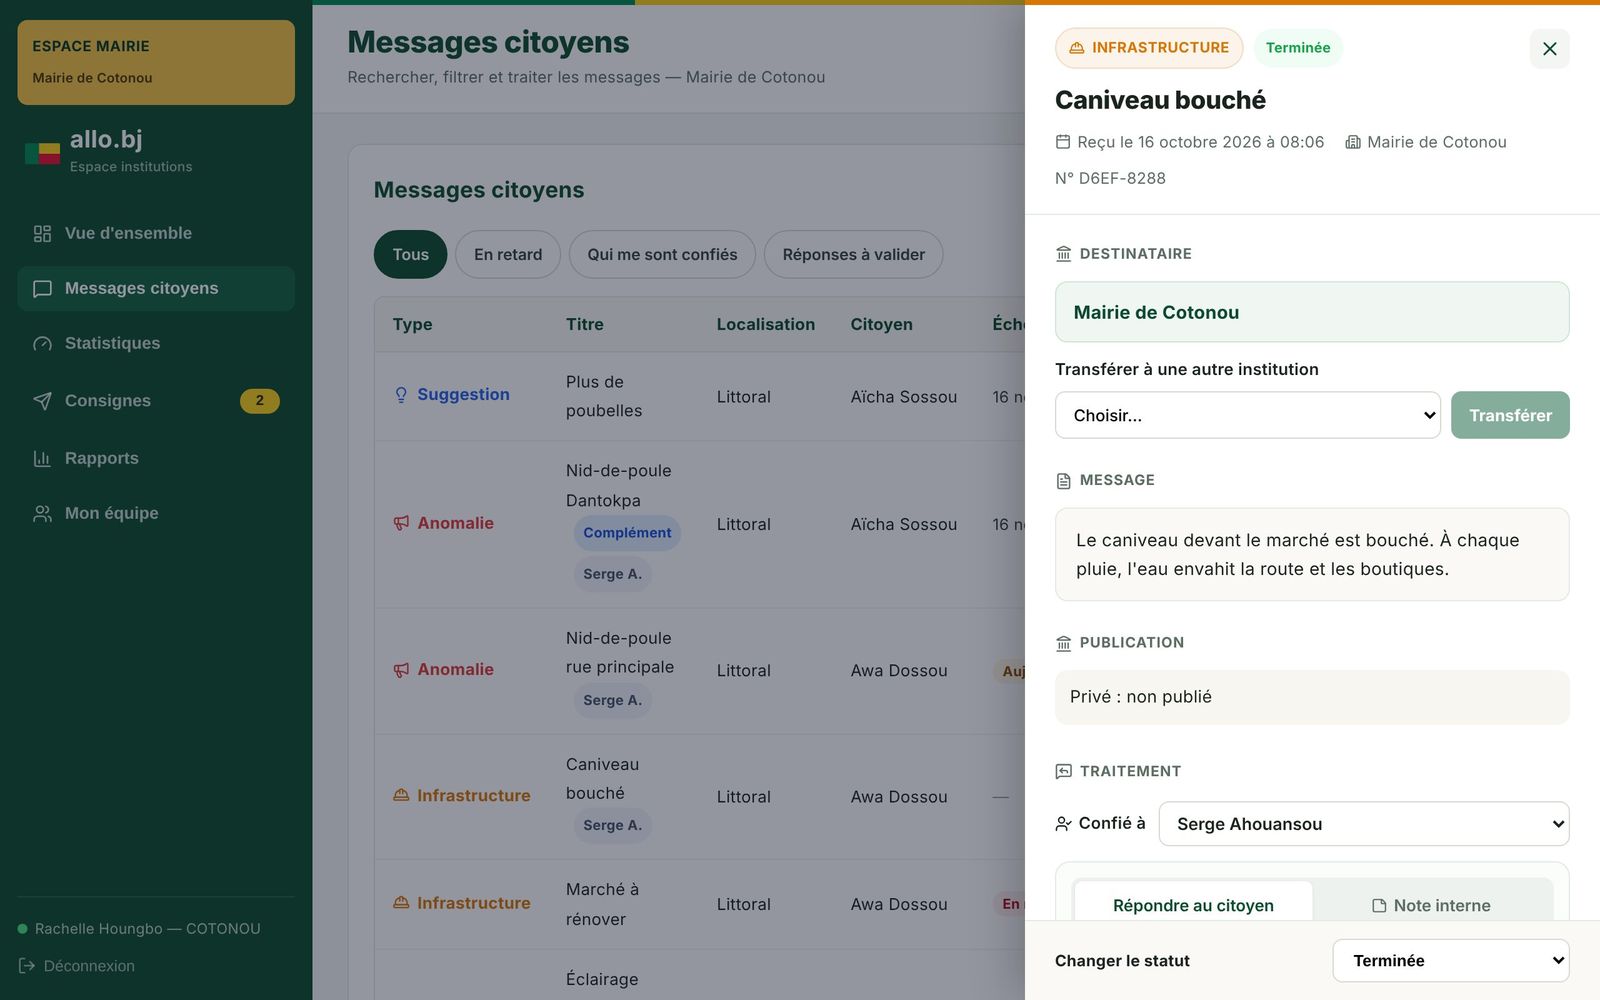 ESPACE MAIRIE
Mairie de Cotonou
allo.bj
Espace institutions
Vue d'ensemble
Messages citoyens
Statistiques
Consignes 2
Rapports
Mon équipe
Rachelle Houngbo — COTONOU
Déconnexion
Messages citoyens
Rechercher, filtrer et traiter les messages — Mairie de Cotonou
Messages citoyens
Tous En retard Qui me sont confiés Réponses à valider
Type Titre Localisation Citoyen
Suggestion Plus de poubelles Littoral Aïcha Sossou 16
Anomalie Nid-de-poule Dantokpa Complément Serge A. Littoral Aïcha Sossou 16
Anomalie Nid-de-poule rue principale Serge A. Littoral Awa Dossou
Infrastructure Caniveau bouché Serge A. Littoral Awa Dossou —
Infrastructure Marché à rénover Littoral Awa Dossou En
Éclairage
INFRASTRUCTURE Terminée
Caniveau bouché
Reçu le 16 octobre 2026 à 08:06 Mairie de Cotonou
N° D6EF-8288
DESTINATAIRE
Mairie de Cotonou
Transférer à une autre institution
Choisir... Transférer
MESSAGE
Le caniveau devant le marché est bouché. À chaque
pluie, l'eau envahit la route et les boutiques.
PUBLICATION
Privé : non publié
TRAITEMENT
Confié à Serge Ahouansou
Répondre au citoyen Note interne
Changer le statut Terminée